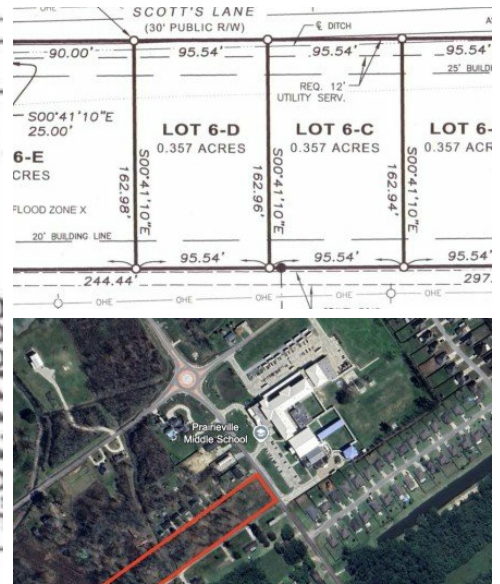 SCOTT'S LANE
(30' PUBLIC R/W)
℄ DITCH
90.00'
95.54'
95.54'
95.54'
25' BUILDI
REQ. 12'
UTILITY SERV.
S00°41'10"E
25.00'
6-E
CRES
LOT 6-D
0.357 ACRES
LOT 6-C
0.357 ACRES
LOT 6-
0.357 ACR
162.98'
S00°41'10"E
162.96'
S00°41'10"E
162.94'
S00°41'10"E
FLOOD ZONE X
20' BUILDING LINE
244.44'
95.54'
95.54'
95.54'
297.
OHE
OHE
OHE
OHE
OHE
Prairieville
Middle School